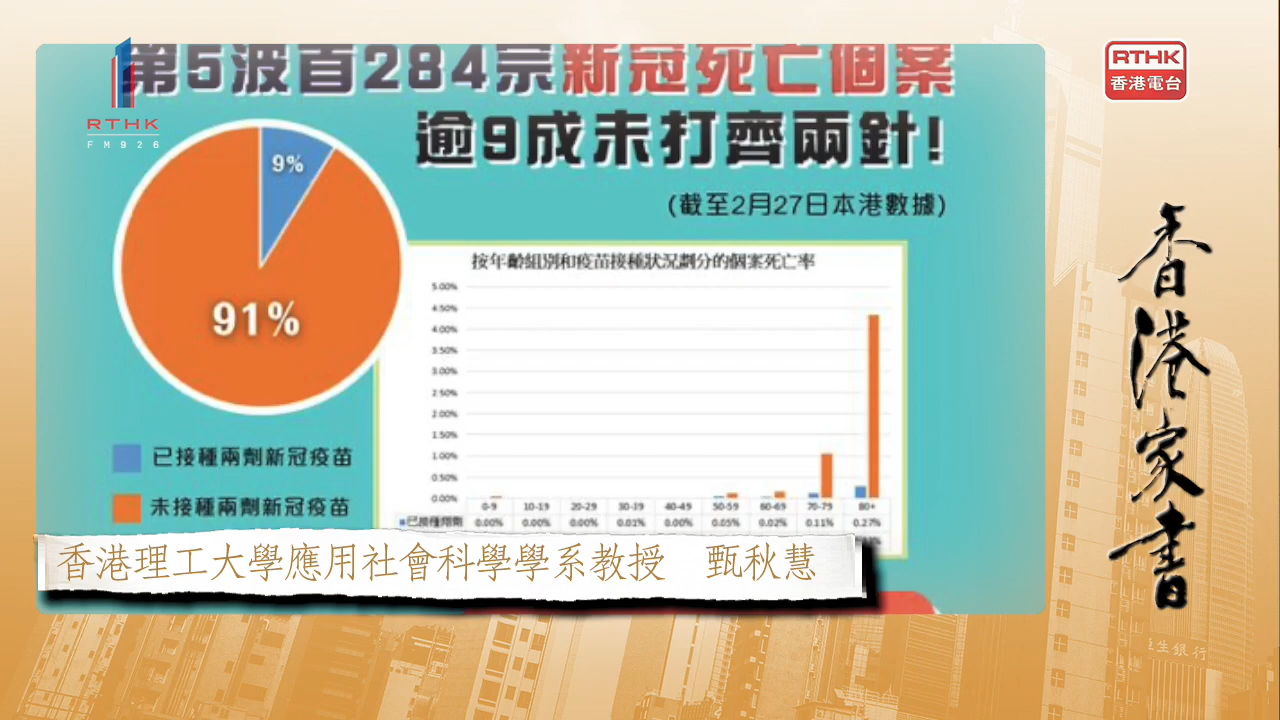 第5波首284宗新冠死亡個案
逾9成未打齊兩針!
(截至2月27日本港數據)
RTHK
FM926
9%
91%
已接種兩劑新冠疫苗
未接種兩劑新冠疫苗
按年齡組別和疫苗接種狀況劃分的個案死亡率
5.00%
4.50%
4.00%
3.50%
3.00%
2.50%
2.00%
1.50%
1.00%
0.50%
0.00%
0-9 10-19 20-29 30-39 40-49 50-59 60-69 70-79 80+
0.00% 0.00% 0.00% 0.01% 0.00% 0.05% 0.02% 0.11% 0.27%
香港理工大學應用社會科學學系教授 甄秋慧
RTHK
香港電台
香港家書
生銀行